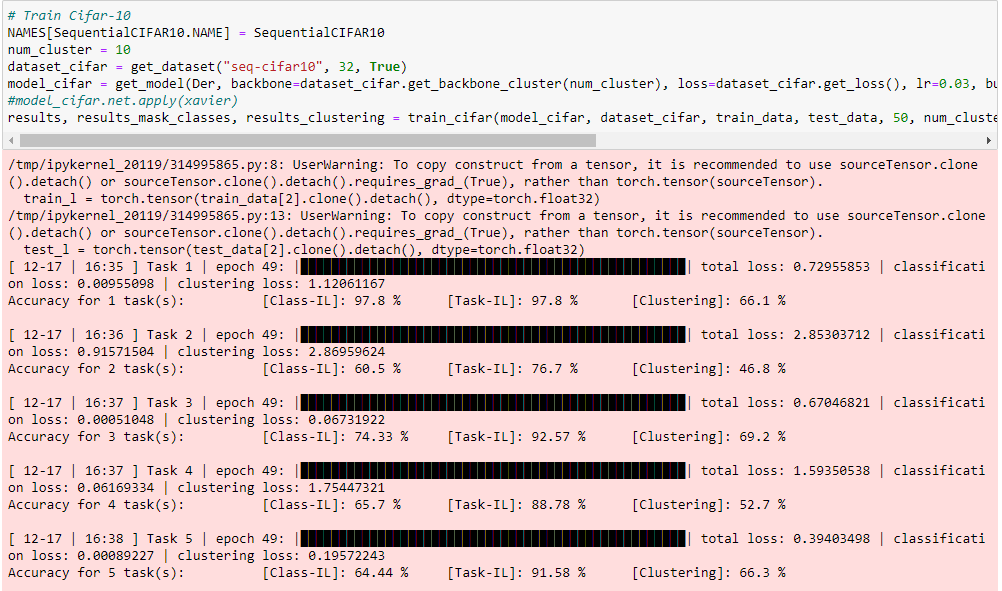 # Train Cifar-10
NAMES[SequentialCIFAR10.NAME] = SequentialCIFAR10
num_cluster = 10
dataset_cifar = get_dataset("seq-cifar10", 32, True)
model_cifar = get_model(Der, backbone=dataset_cifar.get_backbone_cluster(num_cluster), loss=dataset_cifar.get_loss(), lr=0.03, bu
#model_cifar.net.apply(xavier)
results, results_mask_classes, results_clustering = train_cifar(model_cifar, dataset_cifar, train_data, test_data, 50, num_cluste
/tmp/ipykernel_20119/314995865.py:8: UserWarning: To copy construct from a tensor, it is recommended to use sourceTensor.clone
().detach() or sourceTensor.clone().detach().requires_grad_(True), rather than torch.tensor(sourceTensor).
train_l = torch.tensor(train_data[2].clone().detach(), dtype=torch.float32)
/tmp/ipykernel_20119/314995865.py:13: UserWarning: To copy construct from a tensor, it is recommended to use sourceTensor.clone
().detach() or sourceTensor.clone().detach().requires_grad_(True), rather than torch.tensor(sourceTensor).
test_l = torch.tensor(test_data[2].clone().detach(), dtype=torch.float32)
[ 12-17 | 16:35 ] Task 1 | epoch 49: | | total loss: 0.72955853 | classificati
on loss: 0.00955098 | clustering loss: 1.12061167
Accuracy for 1 task(s): [Class-IL]: 97.8 % [Task-IL]: 97.8 % [Clustering]: 66.1 %
[ 12-17 | 16:36 ] Task 2 | epoch 49: | | total loss: 2.85303712 | classificati
on loss: 0.91571504 | clustering loss: 2.86959624
Accuracy for 2 task(s): [Class-IL]: 60.5 % [Task-IL]: 76.7 % [Clustering]: 46.8 %
[ 12-17 | 16:37 ] Task 3 | epoch 49: | | total loss: 0.67046821 | classificati
on loss: 0.00051048 | clustering loss: 0.06731922
Accuracy for 3 task(s): [Class-IL]: 74.33 % [Task-IL]: 92.57 % [Clustering]: 69.2 %
[ 12-17 | 16:37 ] Task 4 | epoch 49: | | total loss: 1.59350538 | classificati
on loss: 0.06169334 | clustering loss: 1.75447321
Accuracy for 4 task(s): [Class-IL]: 65.7 % [Task-IL]: 88.78 % [Clustering]: 52.7 %
[ 12-17 | 16:38 ] Task 5 | epoch 49: | | total loss: 0.39403498 | classificati
on loss: 0.00089227 | clustering loss: 0.19572243
Accuracy for 5 task(s): [Class-IL]: 64.44 % [Task-IL]: 91.58 % [Clustering]: 66.3 %